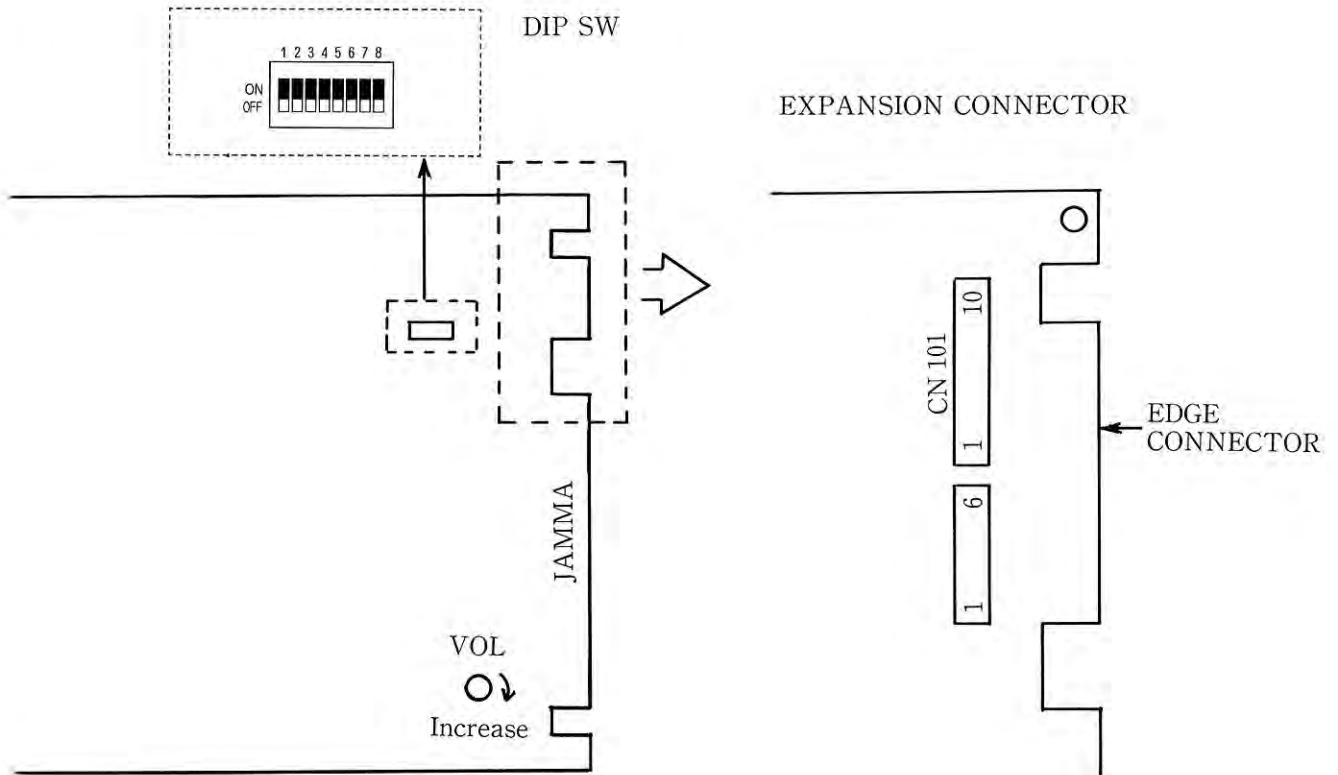 DIP SW
1 2 3 4 5 6 7 8
ON
OFF
EXPANSION CONNECTOR
CN 101
10
1
6
1
EDGE
CONNECTOR
JAMMA
VOL
Increase